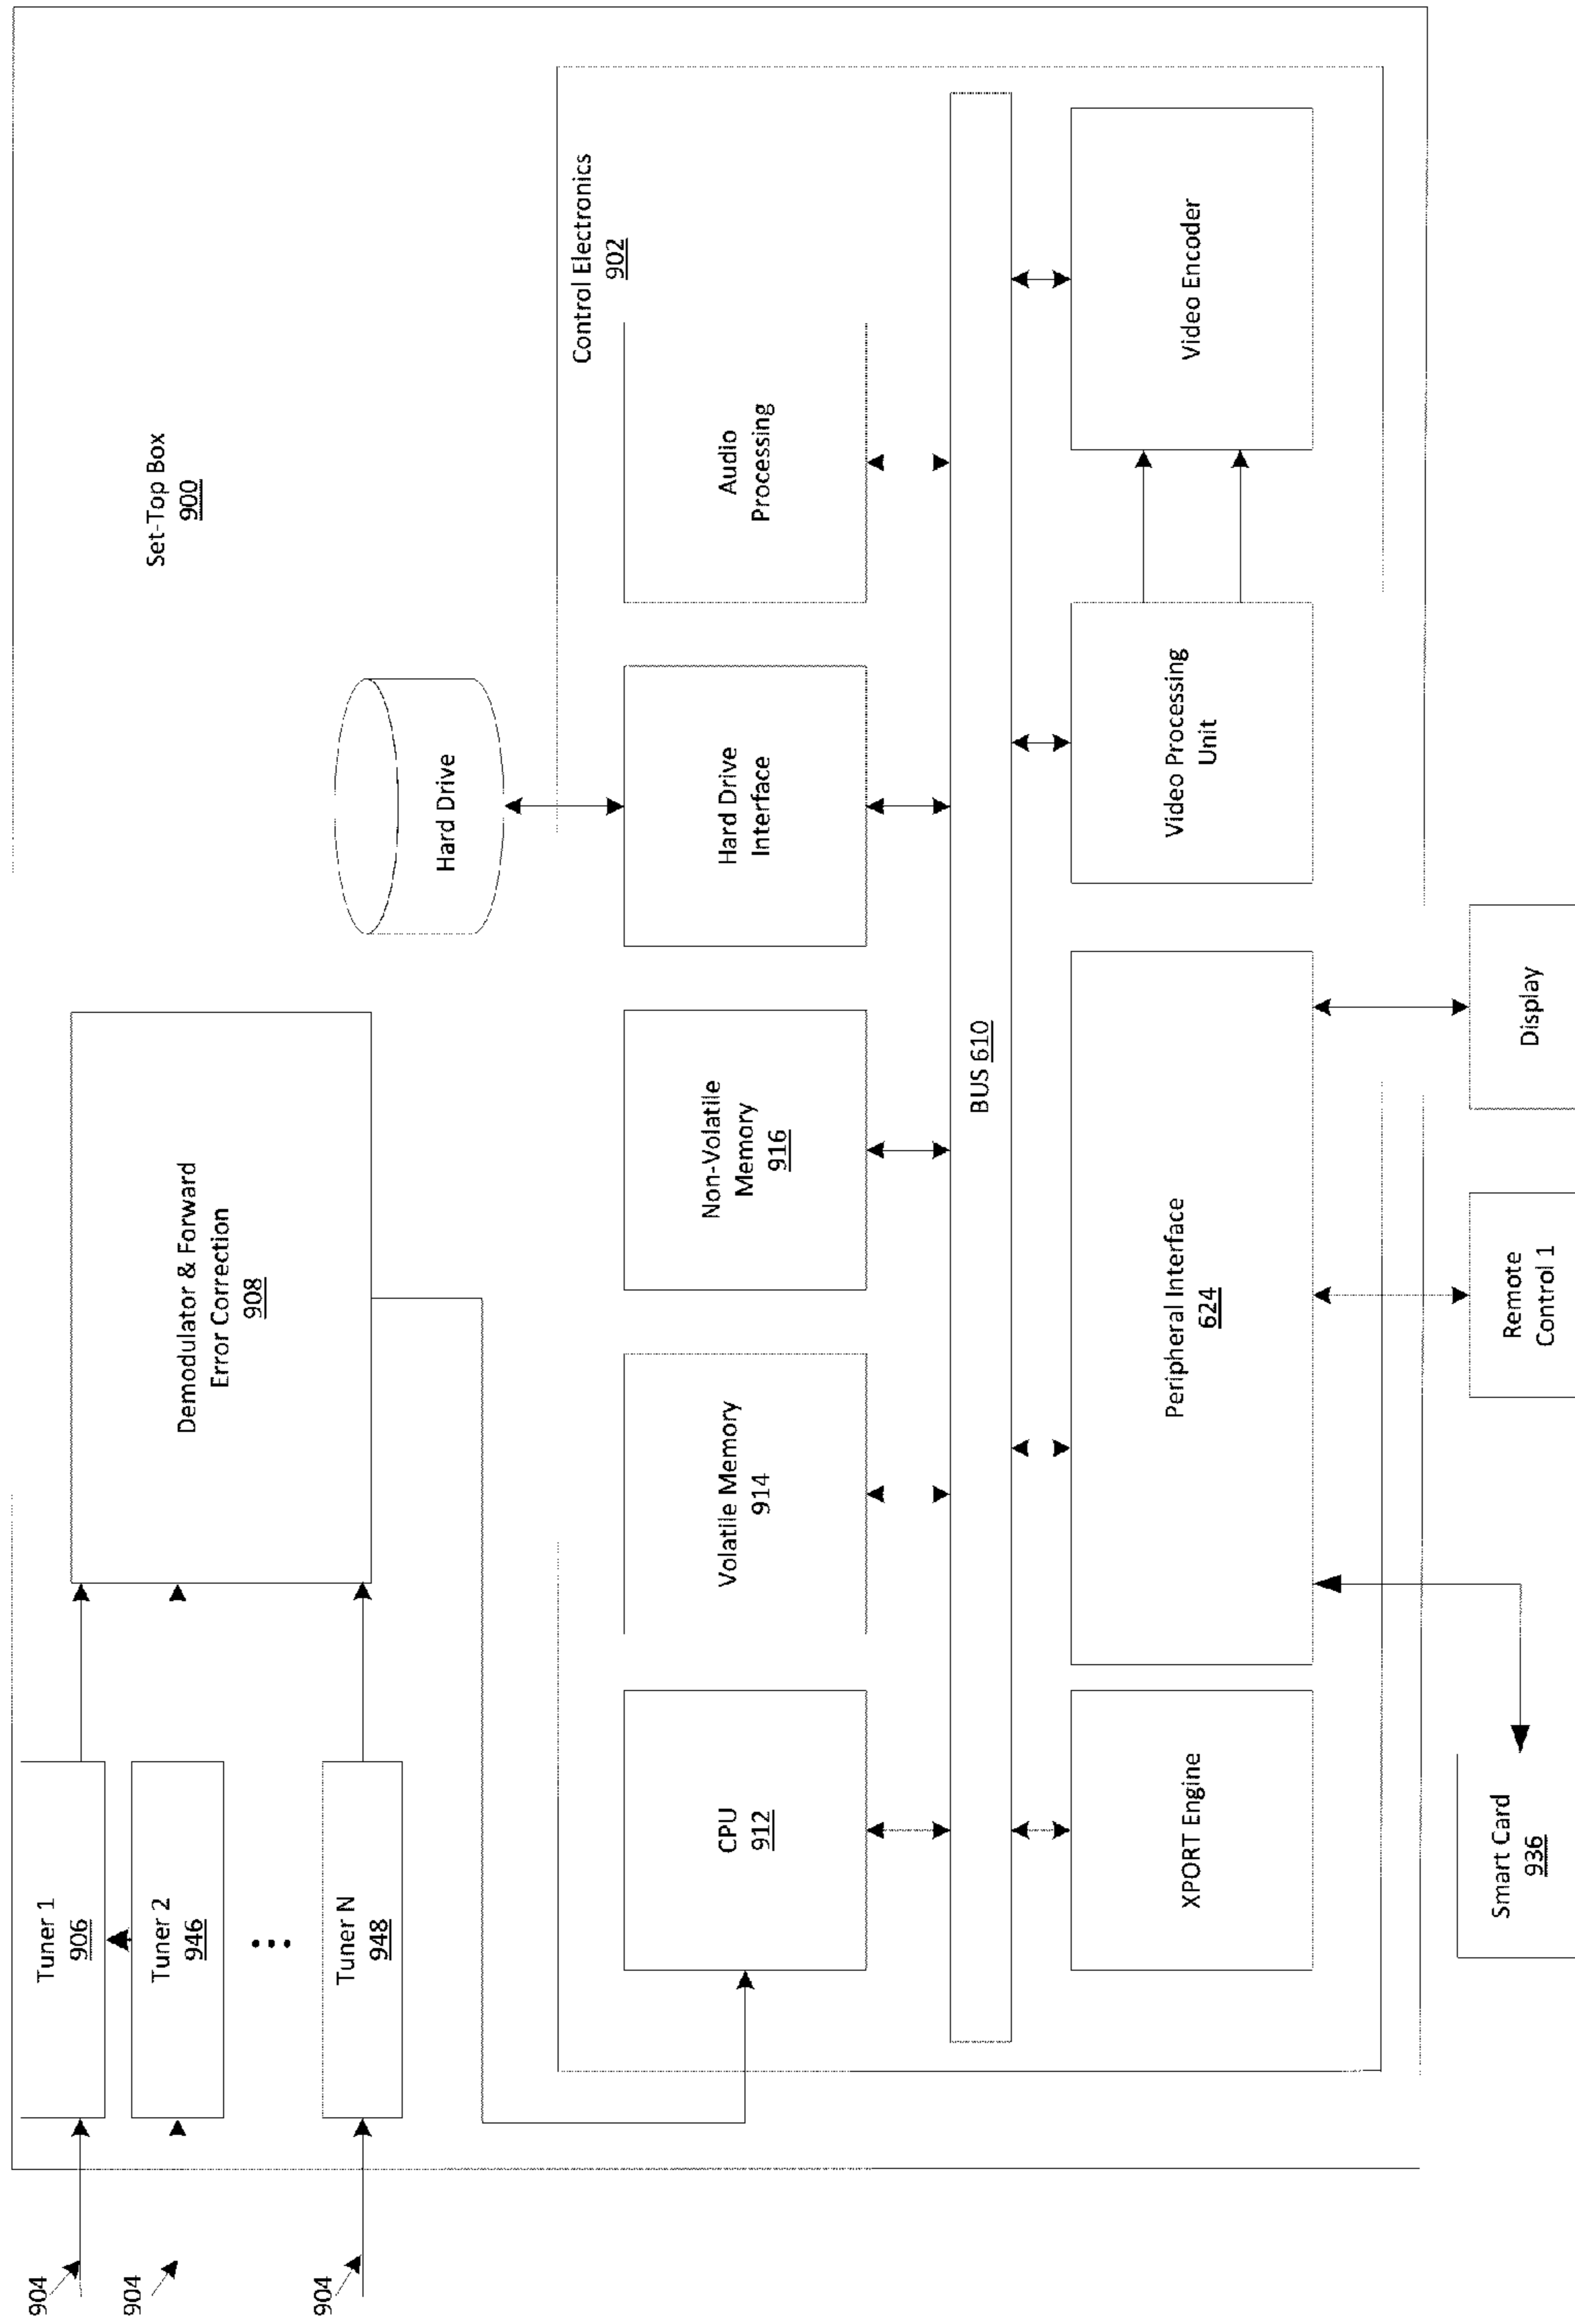 Set-Top Box
900
904
904
904
Tuner 1
906
Tuner 2
946
Tuner N
948
Demodulator & Forward
Error Correction
908
Hard Drive
Control Electronics
902
CPU
912
Volatile Memory
914
Non-Volatile
Memory
916
Hard Drive
Interface
Audio
Processing
BUS 610
XPORT Engine
Peripheral Interface
624
Video Processing
Unit
Video Encoder
Smart Card
936
Remote
Control 1
Display